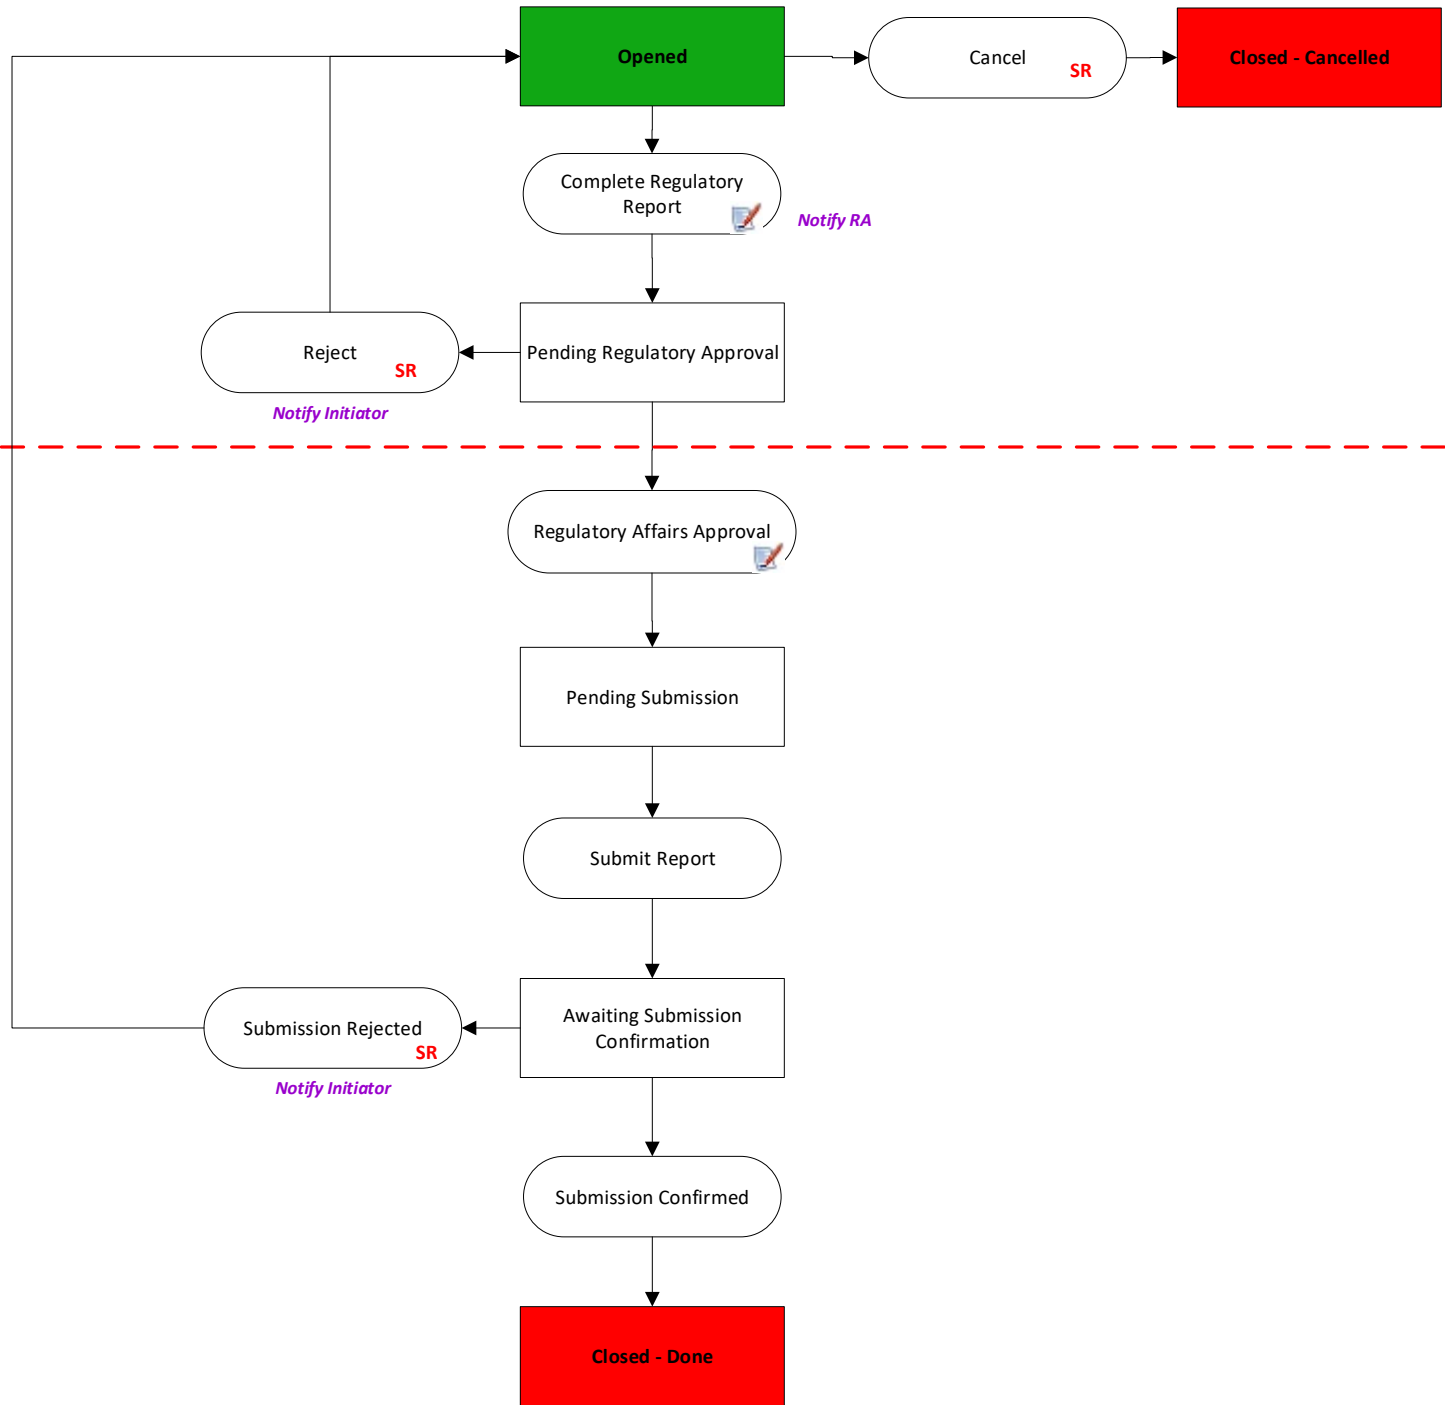 Opened
Cancel
SR
Closed - Cancelled
Complete Regulatory
Report
Notify RA
Pending Regulatory Approval
Reject
SR
Notify Initiator
Regulatory Affairs Approval
Pending Submission
Submit Report
Awaiting Submission
Confirmation
Submission Rejected
SR
Notify Initiator
Submission Confirmed
Closed - Done